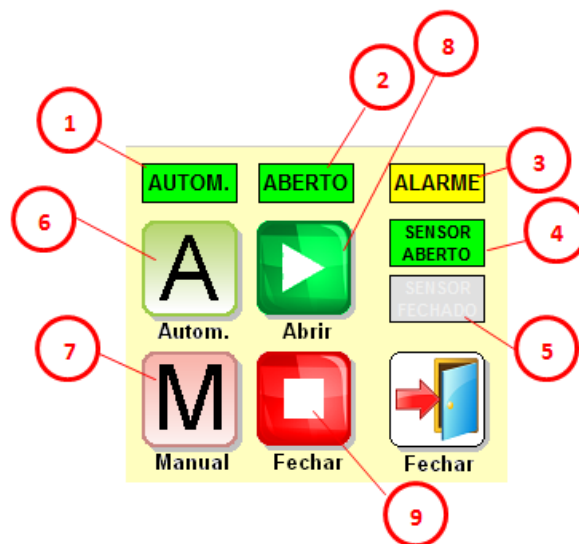 8
2
1
3
AUTOM. ABERTO ALARME
6
SENSOR
ABERTO
4
A
SENSOR
FECHADO
Autom. Abrir
7
5
M
Manual Fechar Fechar
9